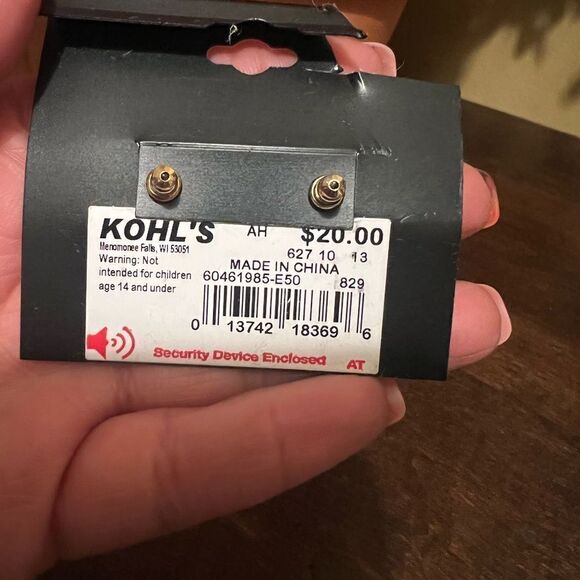 KOHL'S AH $20.00
Menomonee Falls, WI 53051
627 10 13
Warning: Not
intended for children
age 14 and under
MADE IN CHINA
60461985-E50 829
0 13742 18369 6
Security Device Enclosed AT